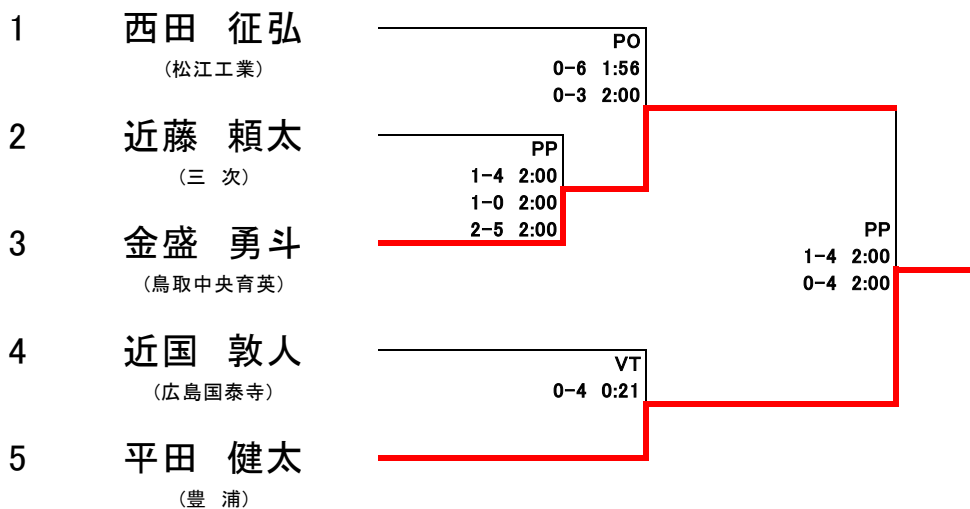 1 西田 征弘
(松江工業)
PO
0-6 1:56
0-3 2:00
2 近藤 頼太
(三 次)
PP
1-4 2:00
1-0 2:00
2-5 2:00
3 金盛 勇斗
(鳥取中央育英)
PP
1-4 2:00
0-4 2:00
4 近国 敦人
(広島国泰寺)
VT
0-4 0:21
5 平田 健太
(豊 浦)